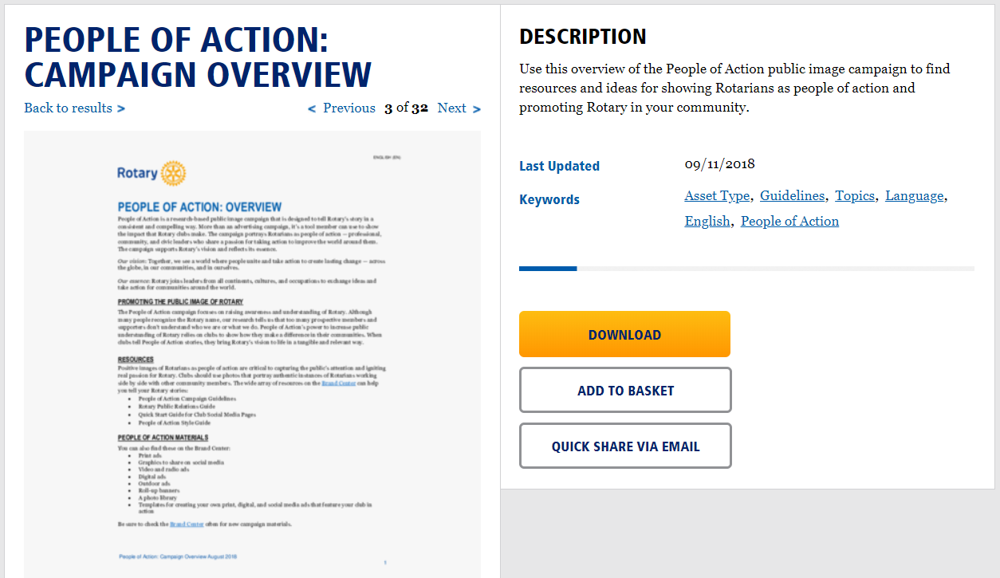 PEOPLE OF ACTION:
CAMPAIGN OVERVIEW
Back to results >
< Previous 3 of 32 Next >
ENGLISH (EN)
Rotary
PEOPLE OF ACTION: OVERVIEW
People of Action is a research-based public image campaign that is designed to tell Rotary's story in a
consistent and compelling way. More than an advertising campaign, it's a tool member can use to show
the impact that Rotary clubs make. The campaign portrays Rotarians as people of action — professional,
community, and civic leaders who share a passion for taking action to improve the world around them.
The campaign supports Rotary's vision and reflects its essence.
Our vision: Together, we see a world where people unite and take action to create lasting change — across
the globe, in our communities, and in ourselves.
Our essence: Rotary joins leaders from all continents, cultures, and occupations to exchange ideas and
take action for communities around the world.
PROMOTING THE PUBLIC IMAGE OF ROTARY
The People of Action campaign focuses on raising awareness and understanding of Rotary. Although
many people recognize the Rotary name, our research tells us that too many prospective members and
supporters don't understand who we are or what we do. People of Action's power to increase public
understanding of Rotary relies on clubs to show how they make a difference in their communities. When
clubs tell People of Action stories, they bring Rotary's vision to life in a tangible and relevant way.
RESOURCES
Positive images of Rotarians as people of action are critical to capturing the public's attention and igniting
real passion for Rotary. Clubs should use photos that portray authentic instances of Rotarians working
side by side with other community members. The wide array of resources on the Brand Center can help
you tell your Rotary stories:
• People of Action Campaign Guidelines
• Rotary Public Relations Guide
• Quick Start Guide for Club Social Media Pages
• People of Action Style Guide
PEOPLE OF ACTION MATERIALS
You can also find these on the Brand Center:
• Print ads
• Graphics to share on social media
• Video and radio ads
• Digital ads
• Outdoor ads
• Roll-up banners
• A photo library
• Templates for creating your own print, digital, and social media ads that feature your club in
action
Be sure to check the Brand Center often for new campaign materials.
People of Action: Campaign Overview August 2018
1
DESCRIPTION
Use this overview of the People of Action public image campaign to find
resources and ideas for showing Rotarians as people of action and
promoting Rotary in your community.
Last Updated 09/11/2018
Keywords Asset Type, Guidelines, Topics, Language,
English, People of Action
DOWNLOAD
ADD TO BASKET
QUICK SHARE VIA EMAIL